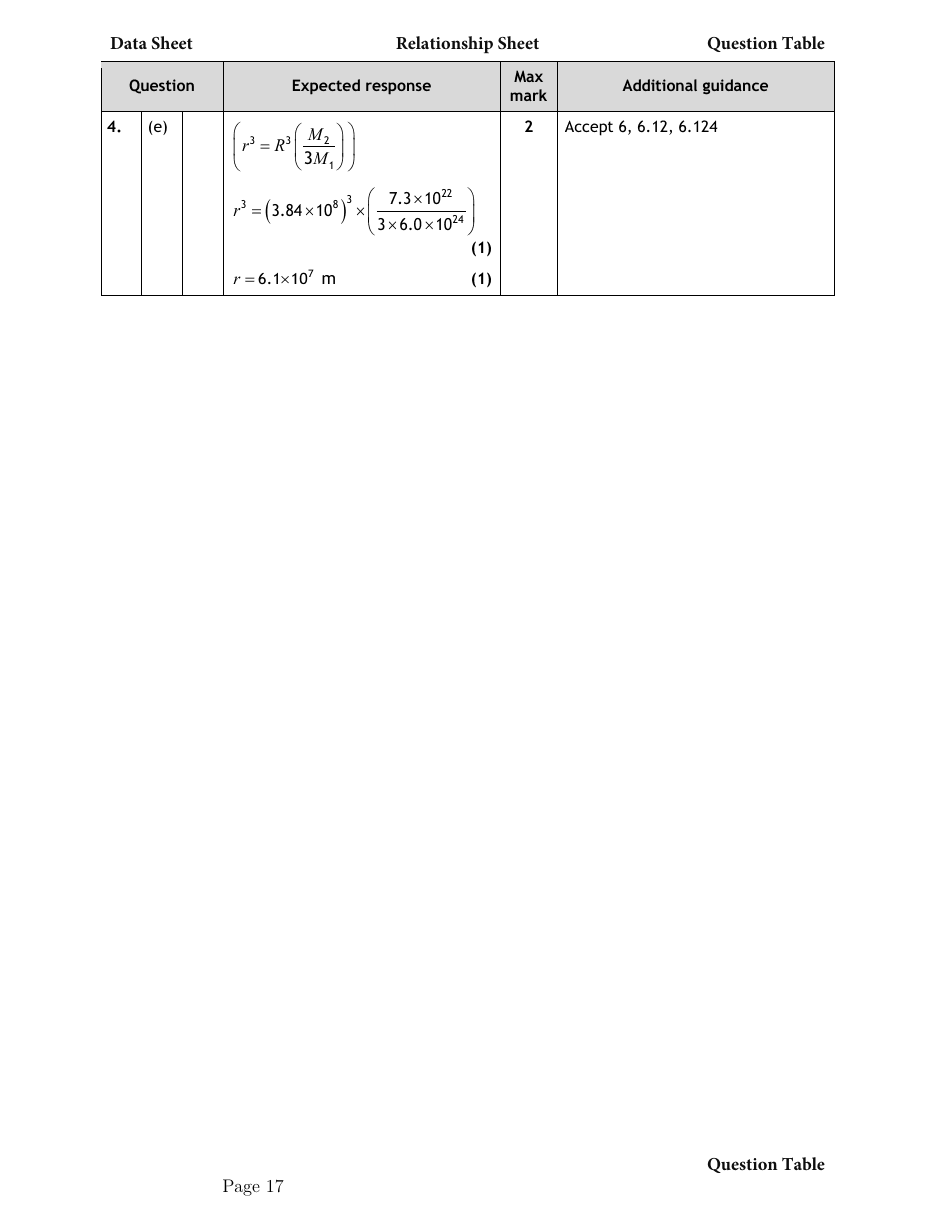 Data Sheet Relationship Sheet Question Table
Question Expected response Max mark Additional guidance
4. (e) (r³ = R³(M₂/3M₁)) 2 Accept 6, 6.12, 6.124
r³ = (3.84×10⁸)³ × (7.3×10²²/3×6.0×10²⁴)
(1)
r = 6.1×10⁷ m (1)
Question Table
Page 17